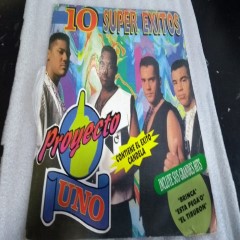 10 SUPER EXITOS
Proyecto
UNO
CONTIENE EL EXITO
CANDELA
INCLUYE SUS GRANDES HITS
"BRINCA"
"ESTA PEGA'O"
"EL TIBURON"